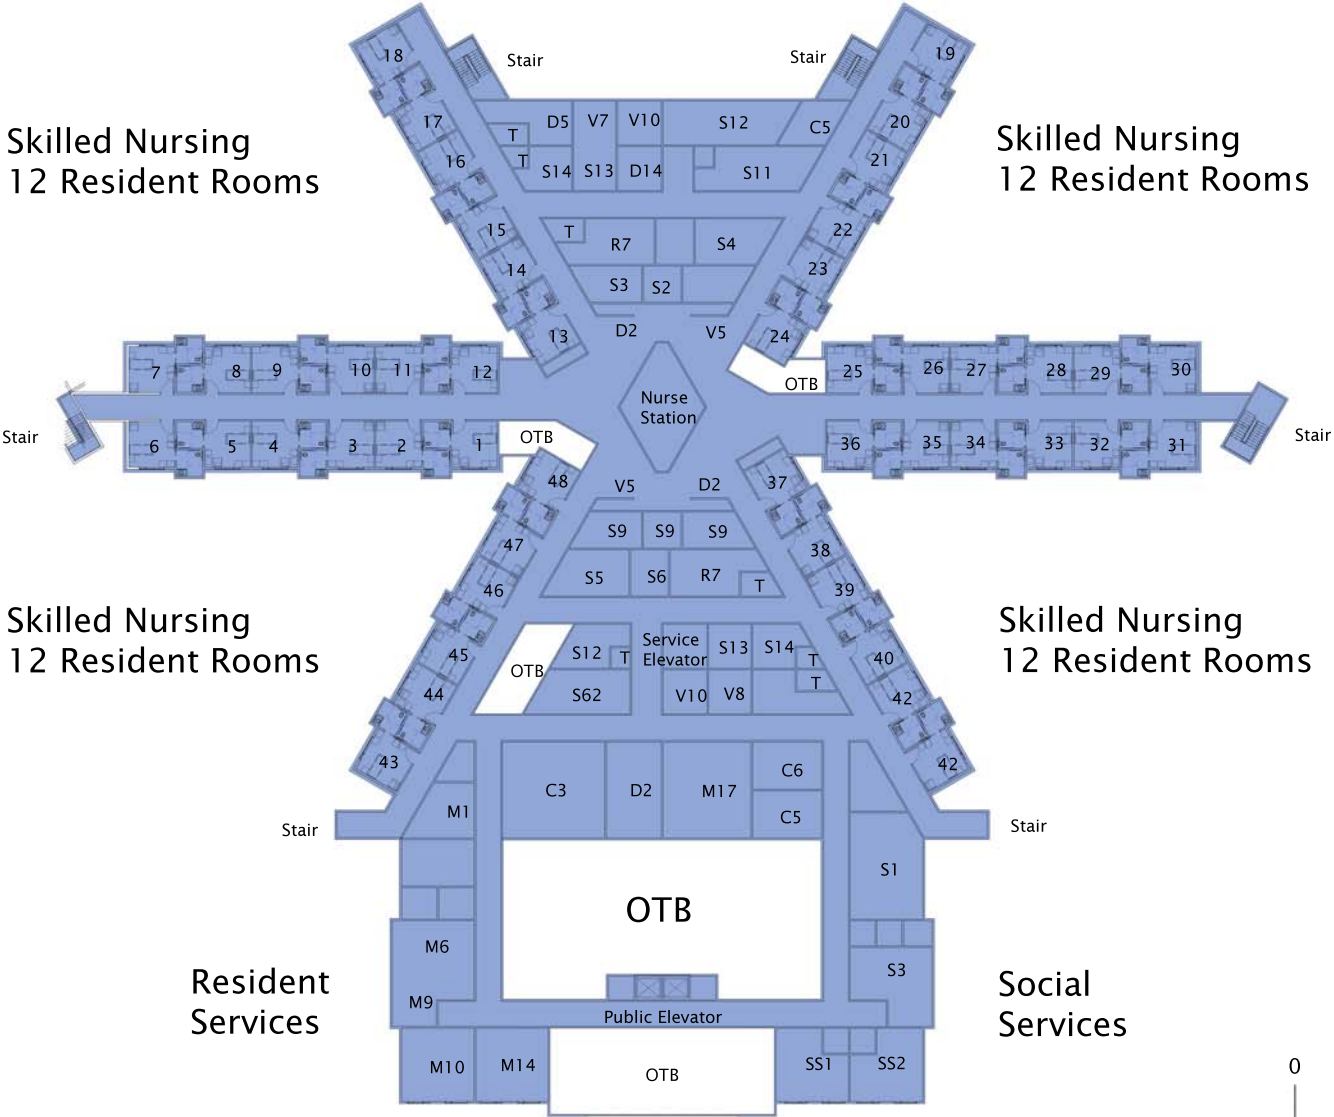 18
Stair
Stair
19
Skilled Nursing
12 Resident Rooms
17
16
15
14
13
T
D5
V7
V10
S12
C5
T
S14
S13
D14
S11
20
21
22
23
24
Skilled Nursing
12 Resident Rooms
T
R7
S4
S3
S2
D2
V5
7
8
9
10
11
12
Nurse
Station
OTB
25
26
27
28
29
30
Stair
6
5
4
3
2
1
OTB
36
35
34
33
32
31
Stair
48
47
46
45
44
43
V5
D2
37
38
39
40
42
42
S9
S9
S9
S5
S6
R7
T
Skilled Nursing
12 Resident Rooms
Skilled Nursing
12 Resident Rooms
OTB
S12
T
Service
Elevator
S13
S14
T
T
S62
V10
V8
C3
D2
M17
C6
C5
M1
Stair
Stair
S1
OTB
M6
M9
S3
Resident
Services
Social
Services
Public Elevator
M10
M14
OTB
SS1
SS2
0